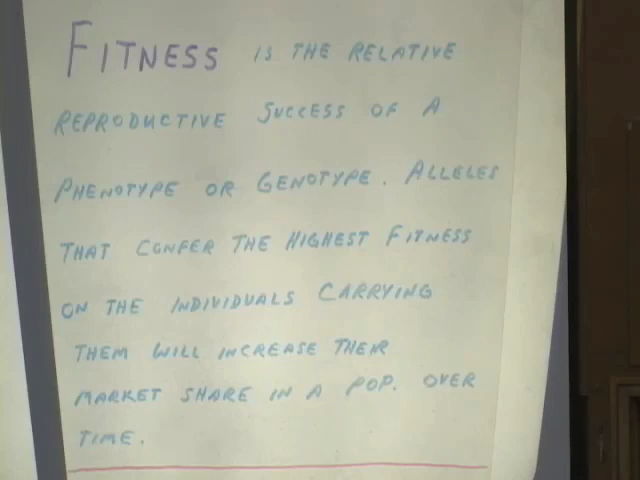 FITNESS IS THE RELATIVE
REPRODUCTIVE SUCCESS OF A
PHENOTYPE OR GENOTYPE. ALLELES
THAT CONFER THE HIGHEST FITNESS
ON THE INDIVIDUALS CARRYING
THEM WILL INCREASE THEIR
MARKET SHARE IN A POP. OVER
TIME.